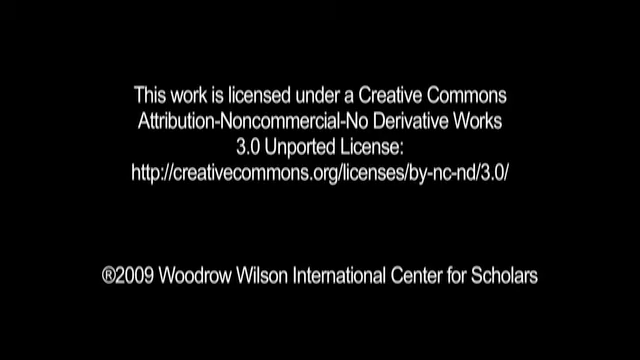 This work is licensed under a Creative Commons
Attribution-Noncommercial-No Derivative Works
3.0 Unported License:
http://creativecommons.org/licenses/by-nc-nd/3.0/
®2009 Woodrow Wilson International Center for Scholars